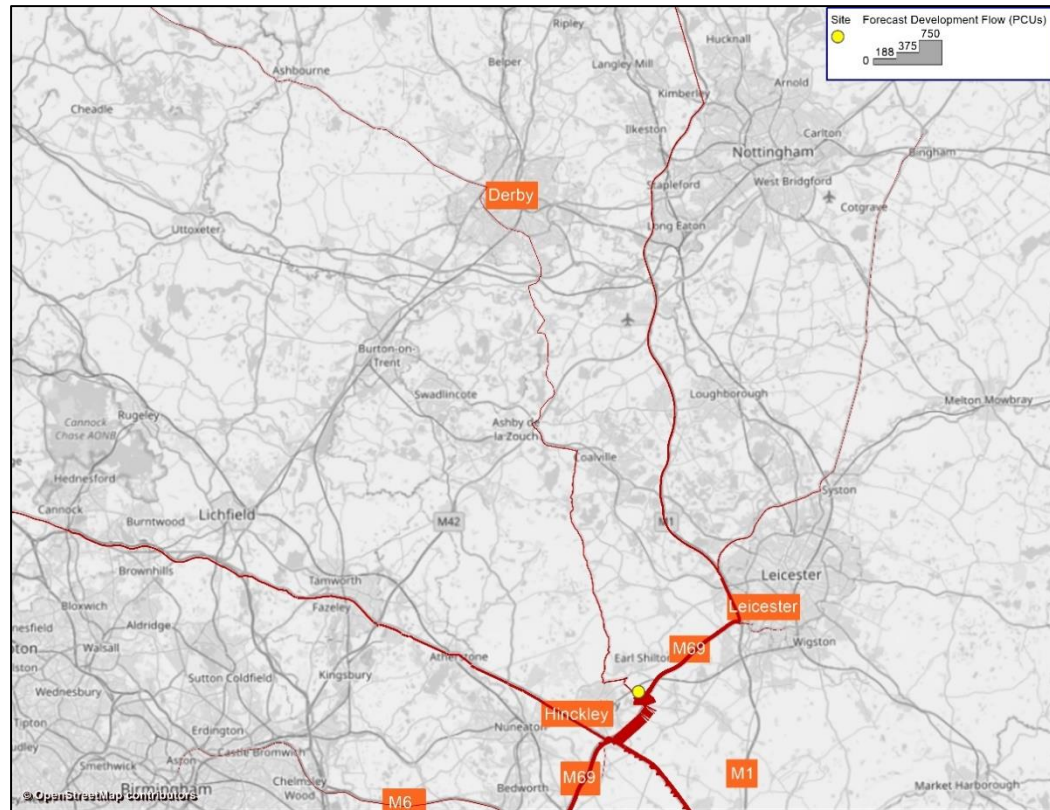 Site Forecast Development Flow (PCUs)
0 188 375 750
Ripley
Hucknall
Belper
Langley Mill
Ashbourne
Arnold
Kimberley
Cheadle
Ilkeston
Carlton
Nottingham
Bingham
Derby
Stapleford
West Bridgford
Cotgrave
Uttoxeter
Long Eaton
Burton-on-
Trent
Loughborough
Swadlincote
Melton Mowbray
Rugeley
Cannock
Chase AONB
Ashby de
la Zouch
Coalville
Hednesford
Syston
Cannock
Lichfield
M42
M1
Burntwood
Brownhills
Tamworth
Leicester
Fazeley
Bloxwich
Leicester
Aldridge
Wigston
Walsall
Atherstone
Earl Shilton
M69
Kingsbury
Sutton Coldfield
Wednesbury
Hinckley
Tipton
Nuneaton
Erdington
Castle Bromwich
Aston
Smethwick
Chelmsley
Wood
M69
M1
Bedworth
Market Harborough
Birmingham
M6
© OpenStreetMap contributors